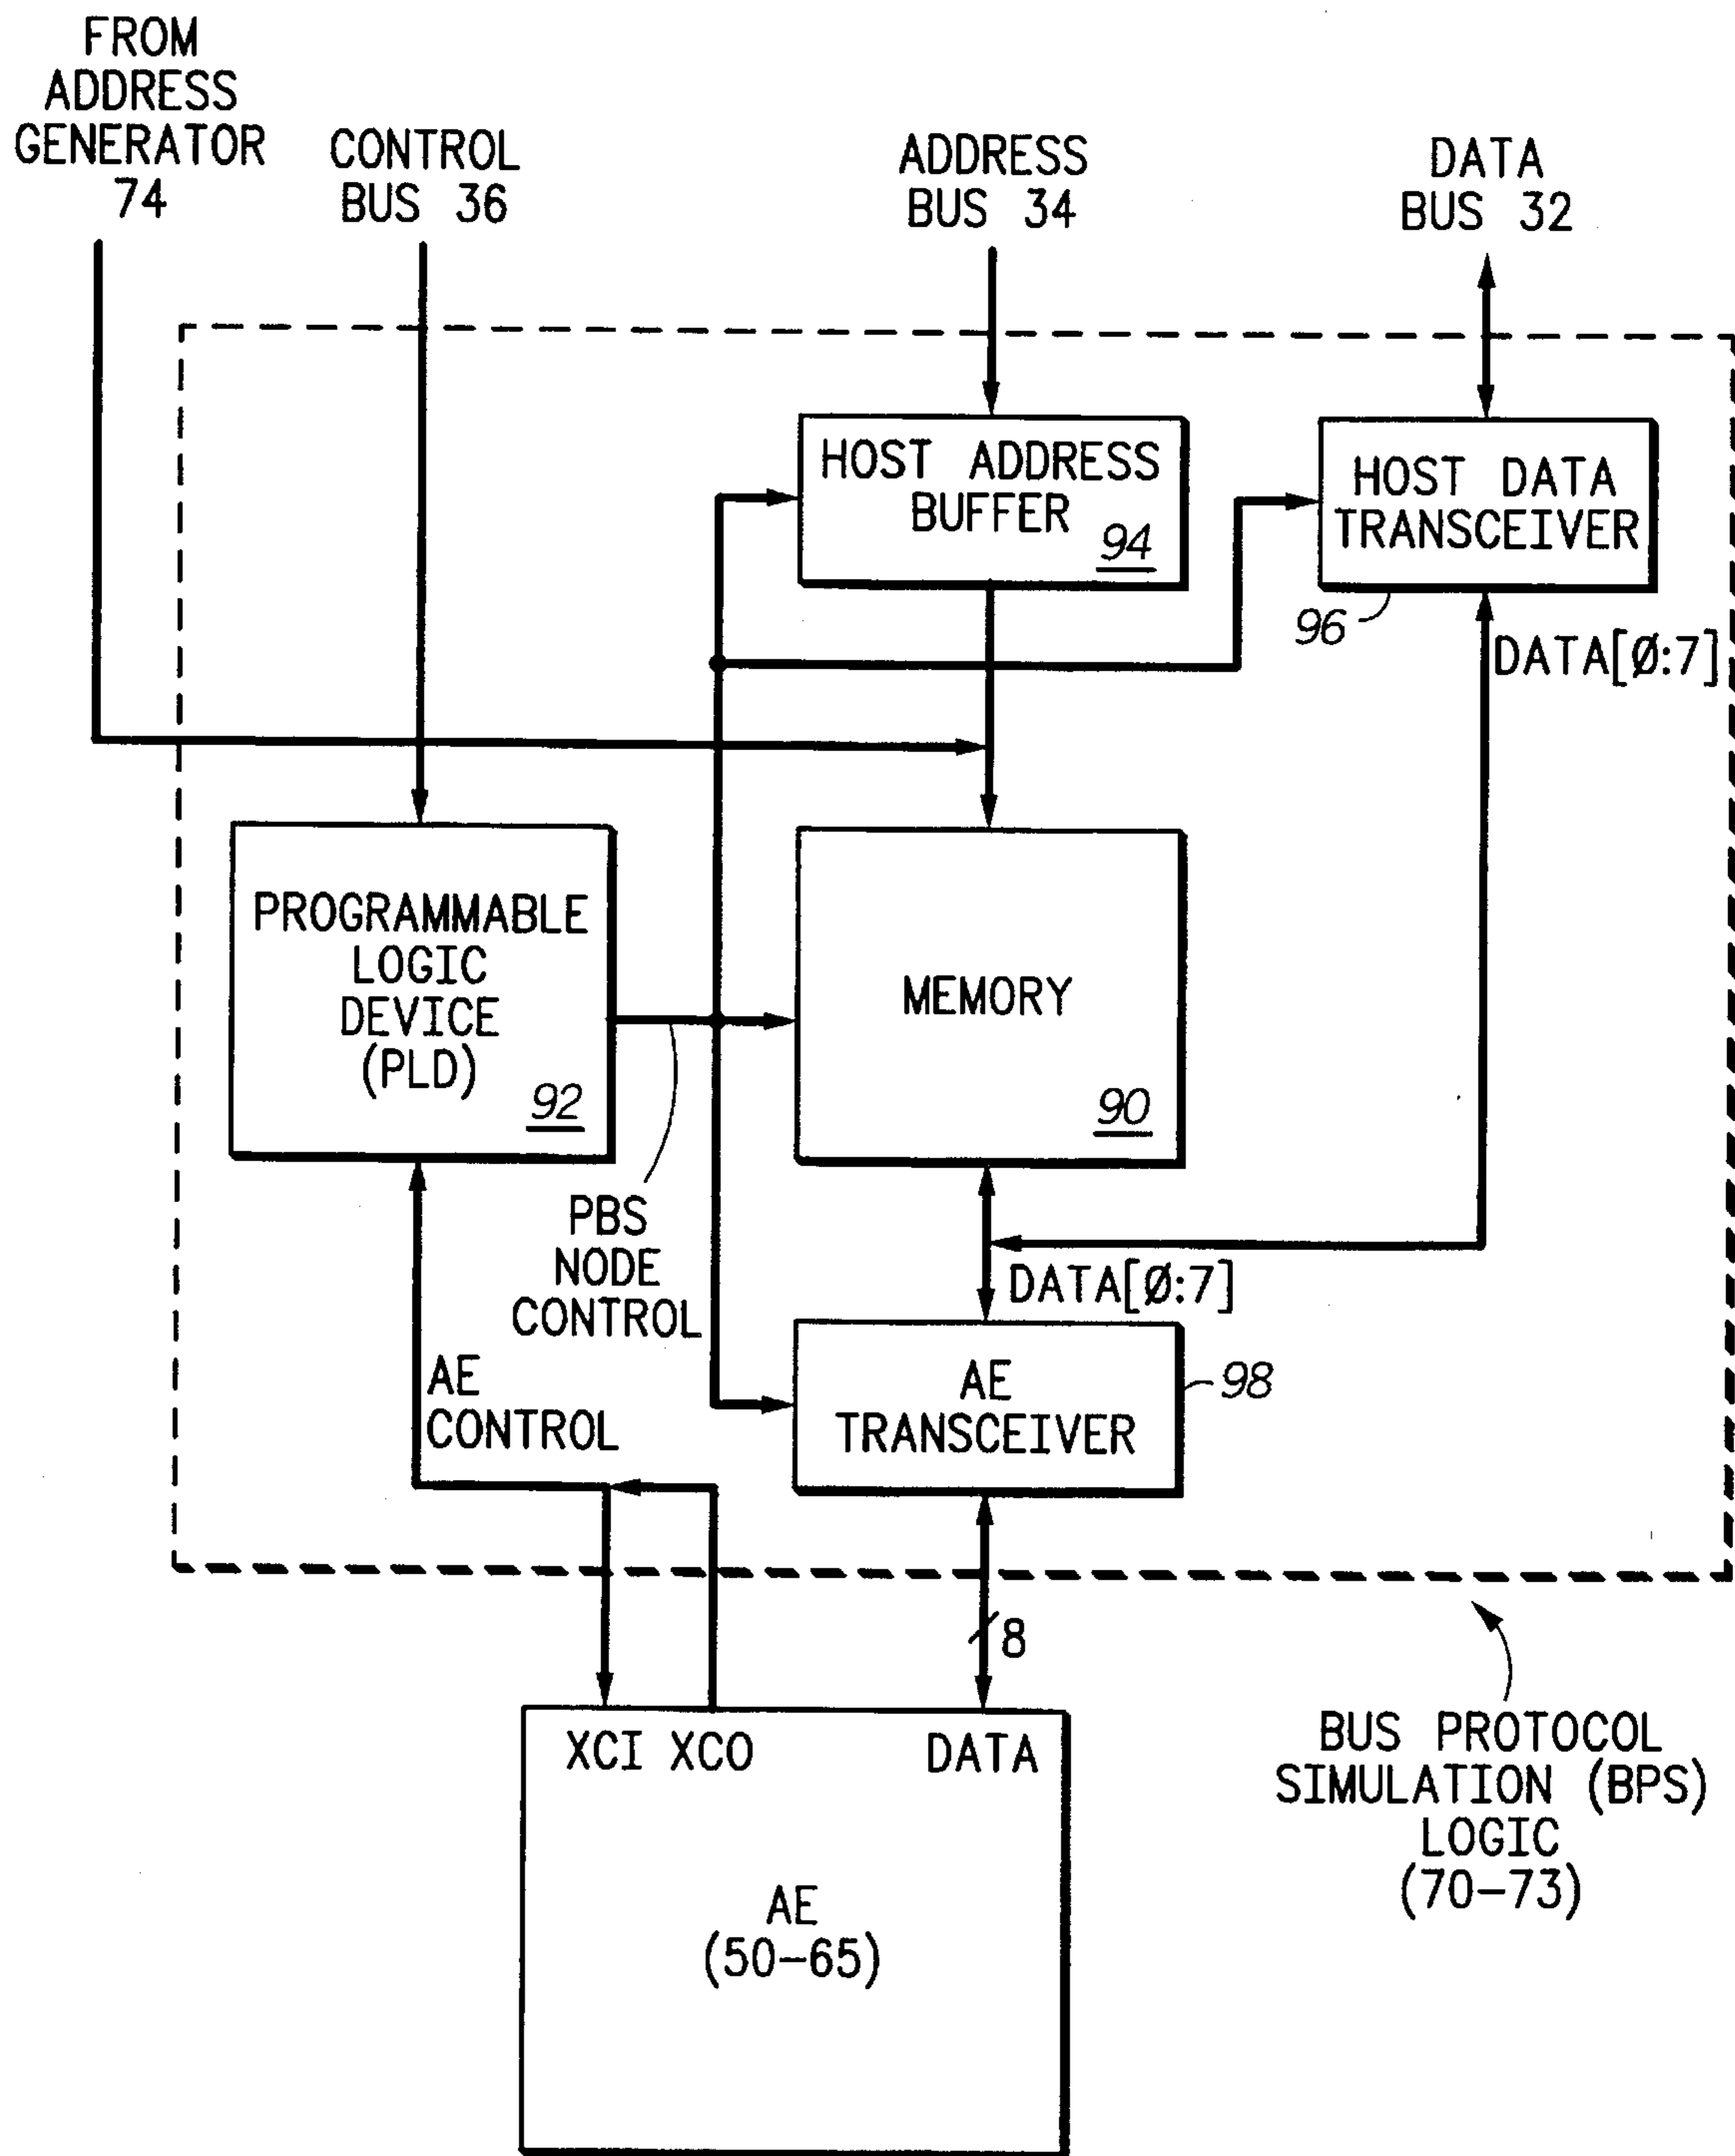 FROM
ADDRESS
GENERATOR
74
CONTROL
BUS 36
ADDRESS
BUS 34
DATA
BUS 32
HOST ADDRESS
BUFFER
94
HOST DATA
TRANSCEIVER
96
DATA[Ø:7]
PROGRAMMABLE
LOGIC
DEVICE
(PLD)
92
MEMORY
90
PBS
NODE
CONTROL
DATA[Ø:7]
AE
CONTROL
AE
TRANSCEIVER
98
8
XCI XCO DATA
AE
(50-65)
BUS PROTOCOL
SIMULATION (BPS)
LOGIC
(70-73)